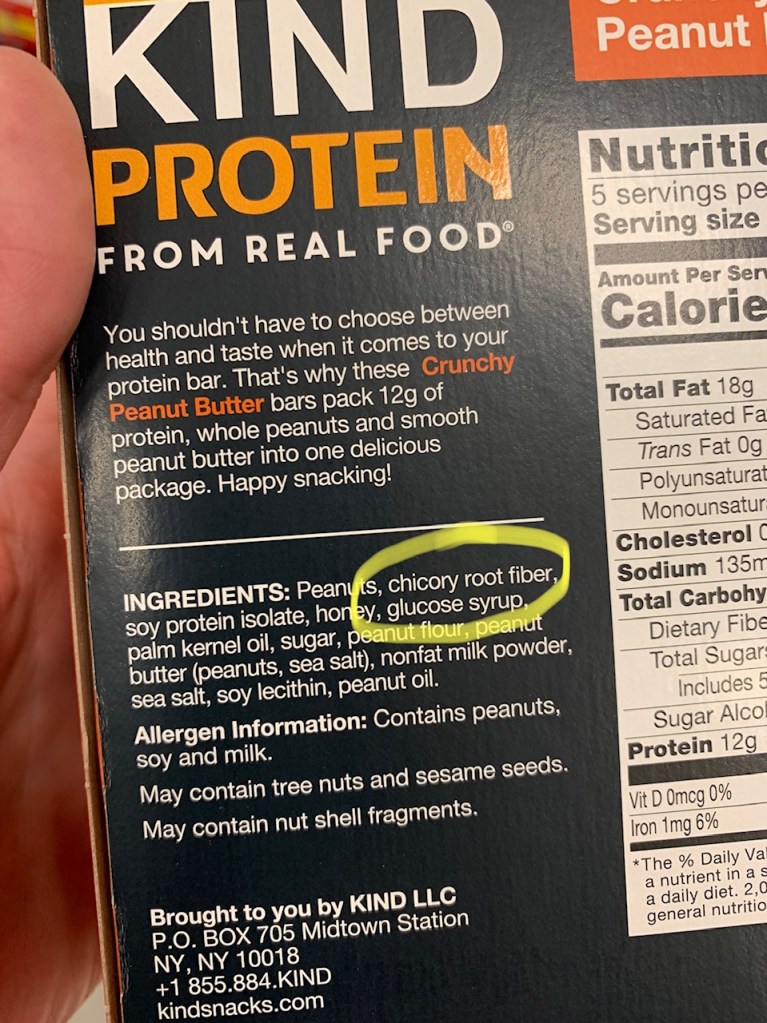 KIND
PROTEIN
FROM REAL FOOD®
You shouldn't have to choose between
health and taste when it comes to your
protein bar. That's why these Crunchy
Peanut Butter bars pack 12g of
protein, whole peanuts and smooth
peanut butter into one delicious
package. Happy snacking!
INGREDIENTS: Peanuts, chicory root fiber,
soy protein isolate, honey, glucose syrup,
palm kernel oil, sugar, peanut flour, peanut
butter (peanuts, sea salt), nonfat milk powder,
sea salt, soy lecithin, peanut oil.
Allergen Information: Contains peanuts,
soy and milk.
May contain tree nuts and sesame seeds.
May contain nut shell fragments.
Brought to you by KIND LLC
P.O. BOX 705 Midtown Station
NY, NY 10018
+1 855.884.KIND
kindsnacks.com
Peanut
Nutritio
5 servings pe
Serving size
Amount Per Serv
Calorie
Total Fat 18g
Saturated Fa
Trans Fat 0g
Polyunsaturat
Monounsatur
Cholesterol 0
Sodium 135m
Total Carbohy
Dietary Fibe
Total Sugars
Includes 5
Sugar Alcoh
Protein 12g
Vit D 0mcg 0%
Iron 1mg 6%
*The % Daily Val
a nutrient in a s
a daily diet. 2,0
general nutritio